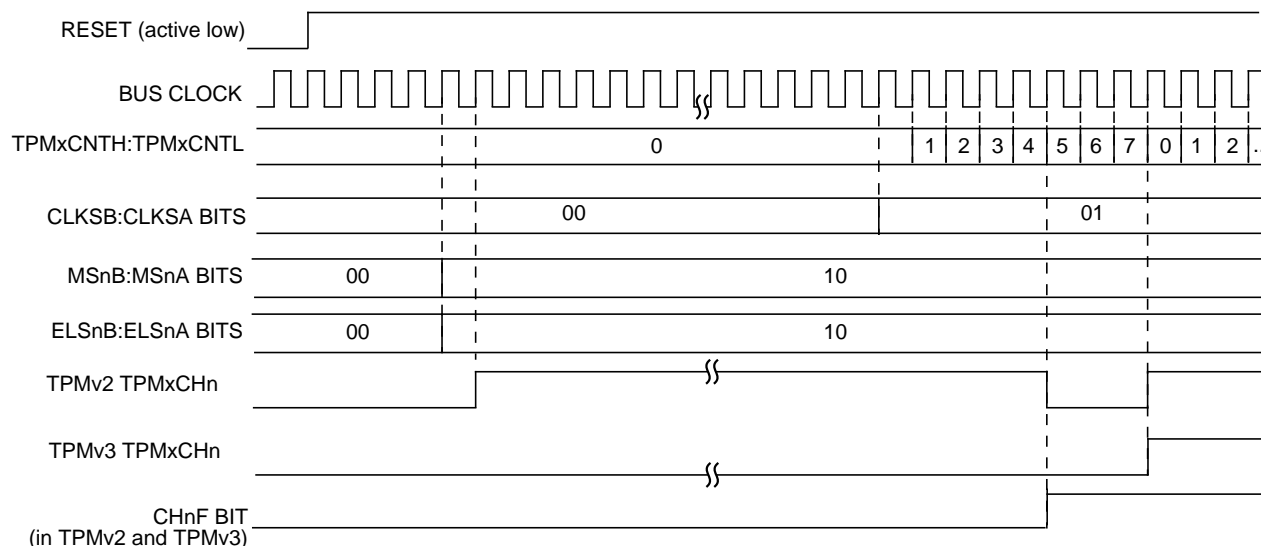 RESET (active low)
BUS CLOCK
TPMxCNTH:TPMxCNTL 0 1 2 3 4 5 6 7 0 1 2 ..
CLKSB:CLKSA BITS 00 01
MSnB:MSnA BITS 00 10
ELSnB:ELSnA BITS 00 10
TPMv2 TPMxCHn
TPMv3 TPMxCHn
CHnF BIT
(in TPMv2 and TPMv3)